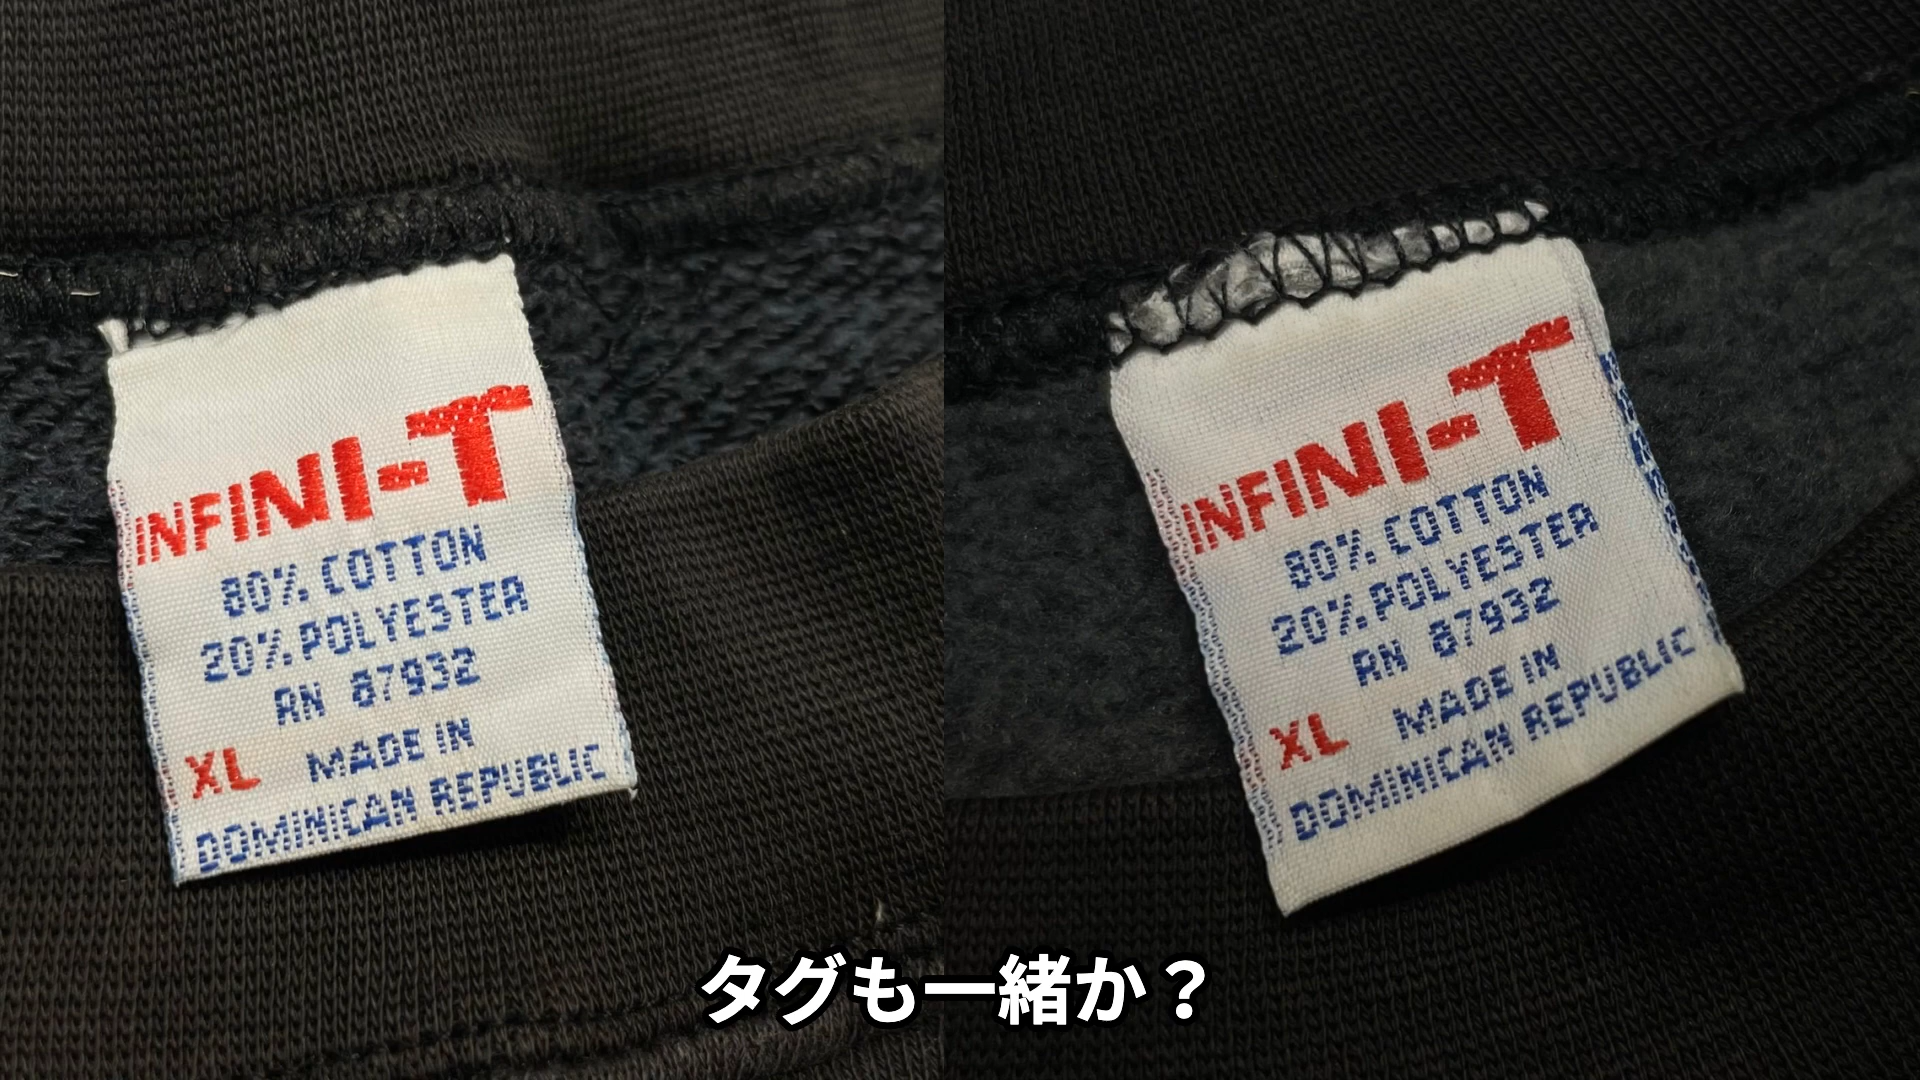 INFINI-T
80% COTTON
20% POLYESTER
RN 87932
XL MADE IN
DOMINICAN REPUBLIC
INFINI-T
80% COTTON
20% POLYESTER
RN 87932
XL MADE IN
DOMINICAN REPUBLIC
タグも一緒か？